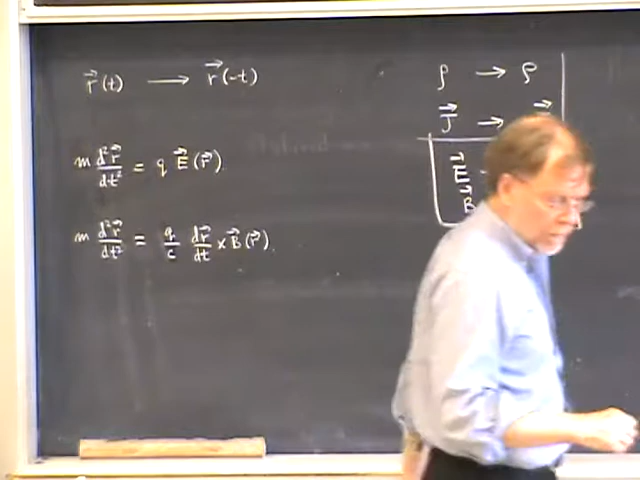 r⃗(t) → r⃗(-t)
m d²r⃗/dt² = q E⃗(r⃗)
m d²r⃗/dt² = q/c dr⃗/dt × B⃗(r⃗)
ρ → ρ
J⃗ →
E⃗
B⃗